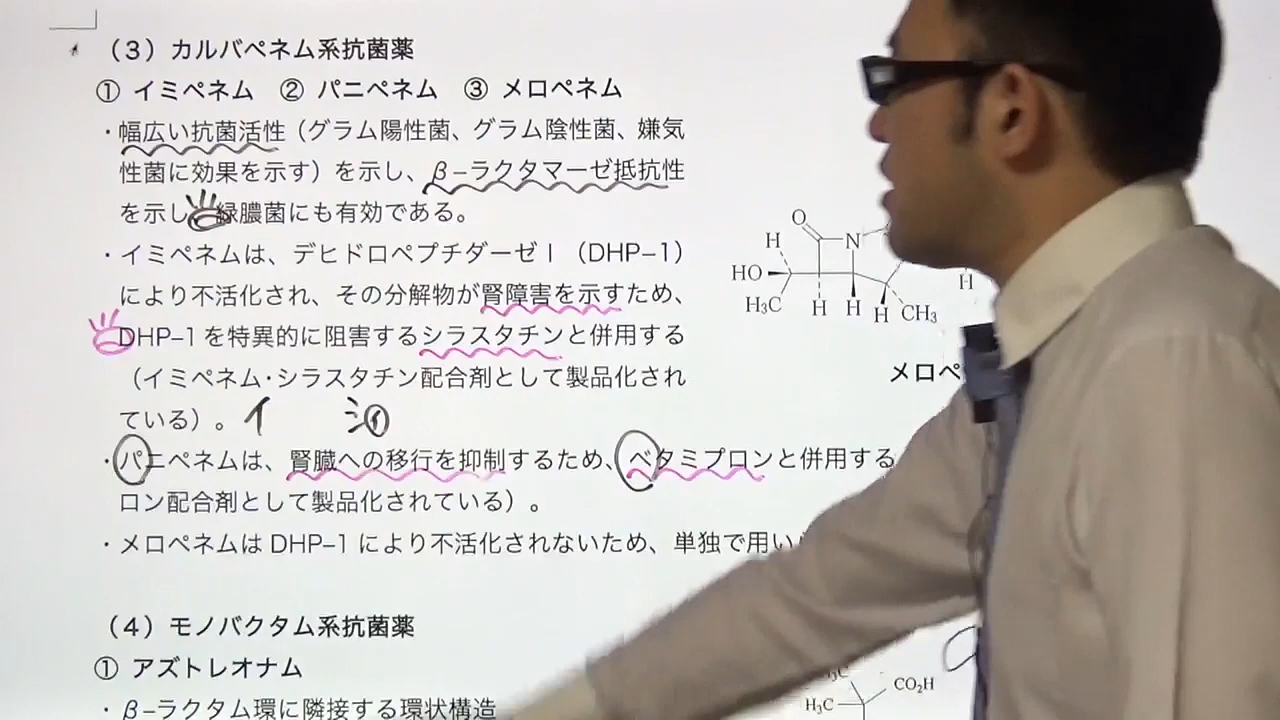 （3）カルバペネム系抗菌薬
① イミペネム ② パニペネム ③ メロペネム
・幅広い抗菌活性（グラム陽性菌、グラム陰性菌、嫌気
性菌に効果を示す）を示し、β−ラクタマーゼ抵抗性
を示し 緑膿菌にも有効である。
・イミペネムは、デヒドロペプチダーゼⅠ（DHP−1）
により不活化され、その分解物が腎障害を示すため、
DHP−1 を特異的に阻害するシラスタチンと併用する
（イミペネム・シラスタチン配合剤として製品化され
ている）。イ
・パニペネムは、腎臓への移行を抑制するため、ベタミプロンと併用する
ロン配合剤として製品化されている）。
・メロペネムは DHP−1 により不活化されないため、単独で用い
O
H
N
HO
H
H₃C
H
H
H
CH₃
メロペ
（4）モノバクタム系抗菌薬
① アズトレオナム
・β−ラクタム環に隣接する環状構造
CO₂H
H₃C